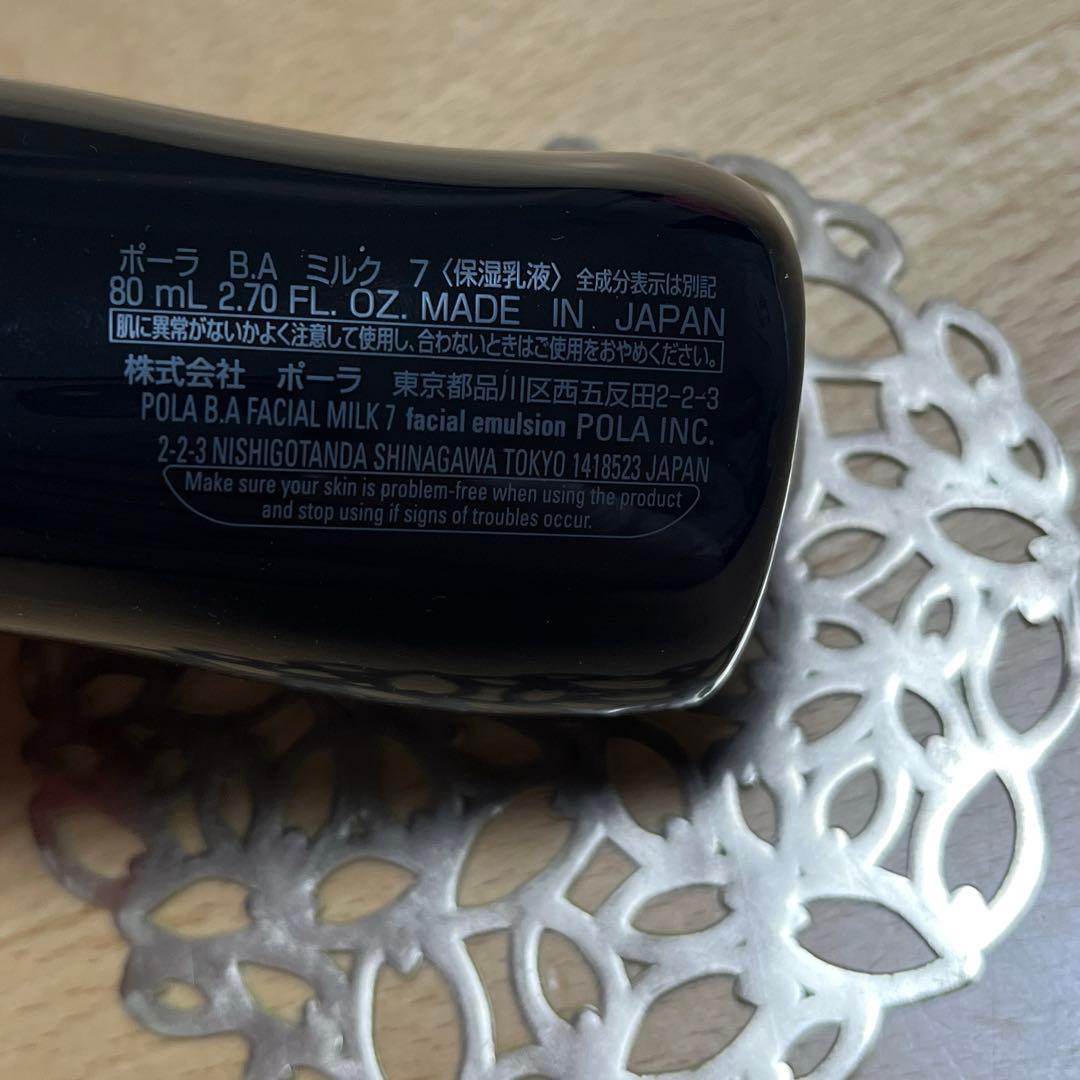 ポーラ B.A ミルク 7〈保湿乳液〉 全成分表示は別記
80 mL 2.70 FL. OZ. MADE IN JAPAN
肌に異常がないかよく注意して使用し、合わないときはご使用をおやめください。
株式会社 ポーラ 東京都品川区西五反田2-2-3
POLA B.A FACIAL MILK 7 facial emulsion POLA INC.
2-2-3 NISHIGOTANDA SHINAGAWA TOKYO 1418523 JAPAN
Make sure your skin is problem-free when using the product
and stop using if signs of troubles occur.